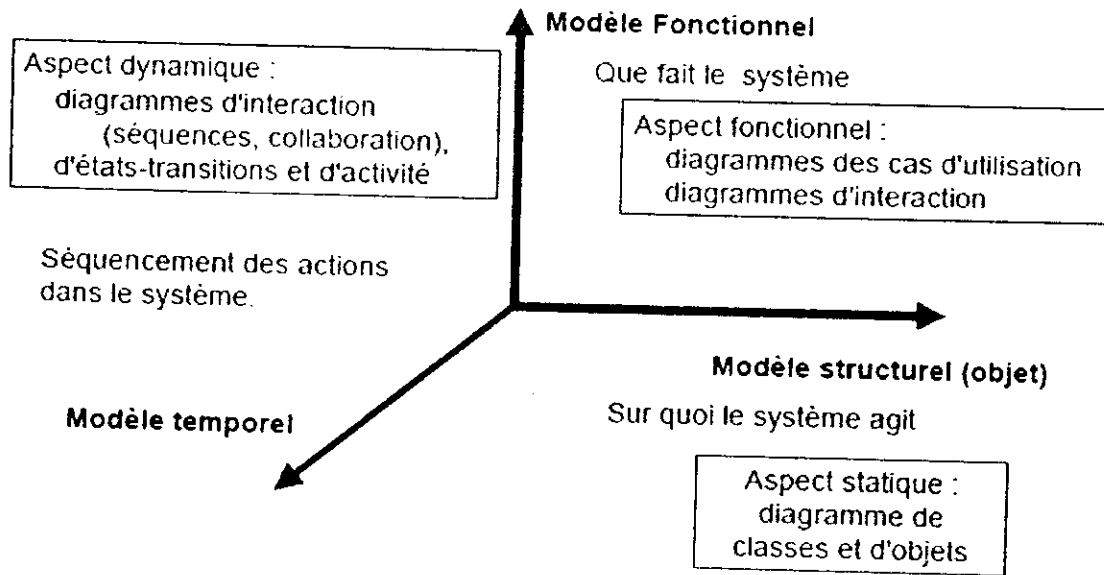 Modèle Fonctionnel
Aspect dynamique :
diagrammes d'interaction
(séquences, collaboration),
d'états-transitions et d'activité
Que fait le système
Aspect fonctionnel :
diagrammes des cas d'utilisation
diagrammes d'interaction
Séquencement des actions
dans le système.
Modèle structurel (objet)
Sur quoi le système agit
Modèle temporel
Aspect statique :
diagramme de
classes et d'objets